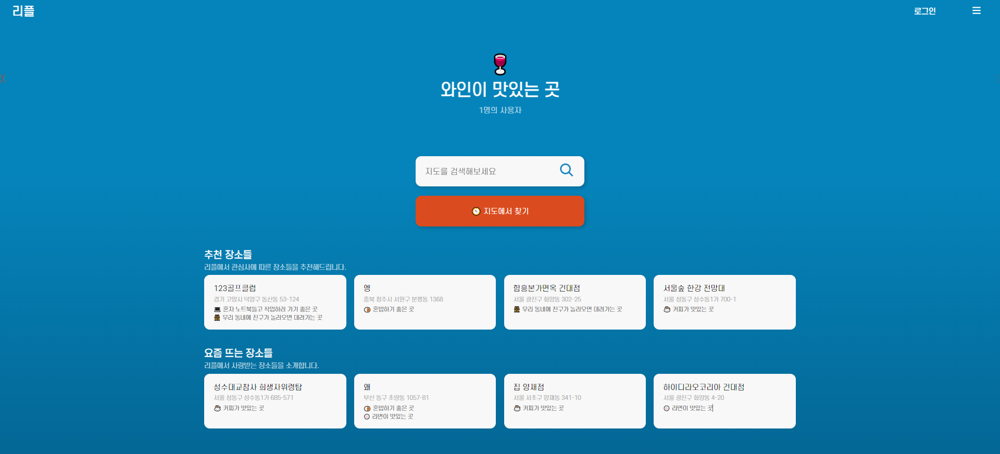 리플
로그인
와인이 맛있는 곳
1명의 사용자
지도를 검색해보세요
지도에서 찾기
추천 장소들
리플에서 관심사에 따른 장소들을 추천해드립니다.
123골프클럽
경기 고양시 덕양구 동산동 53-124
혼자 노트북들고 작업하러 가기 좋은 곳
우리 동네에 친구가 놀러오면 데려가는 곳
엥
충북 청주시 서원구 분평동 1368
혼밥하기 좋은 곳
함흥본가면옥 건대점
서울 광진구 화양동 302-25
우리 동네에 친구가 놀러오면 데려가는 곳
서울숲 한강 전망대
서울 성동구 성수동1가 700-1
커피가 맛있는 곳
요즘 뜨는 장소들
리플에서 사랑받는 장소들을 소개합니다.
성수대교참사 희생자위령탑
서울 성동구 성수동1가 685-571
커피가 맛있는 곳
왜
부산 동구 초량동 1057-81
혼밥하기 좋은 곳
라면이 맛있는 곳
집 양재점
서울 서초구 양재동 341-10
커피가 맛있는 곳
하이디라오코리아 건대점
서울 광진구 화양동 4-20
라면이 맛있는 곳